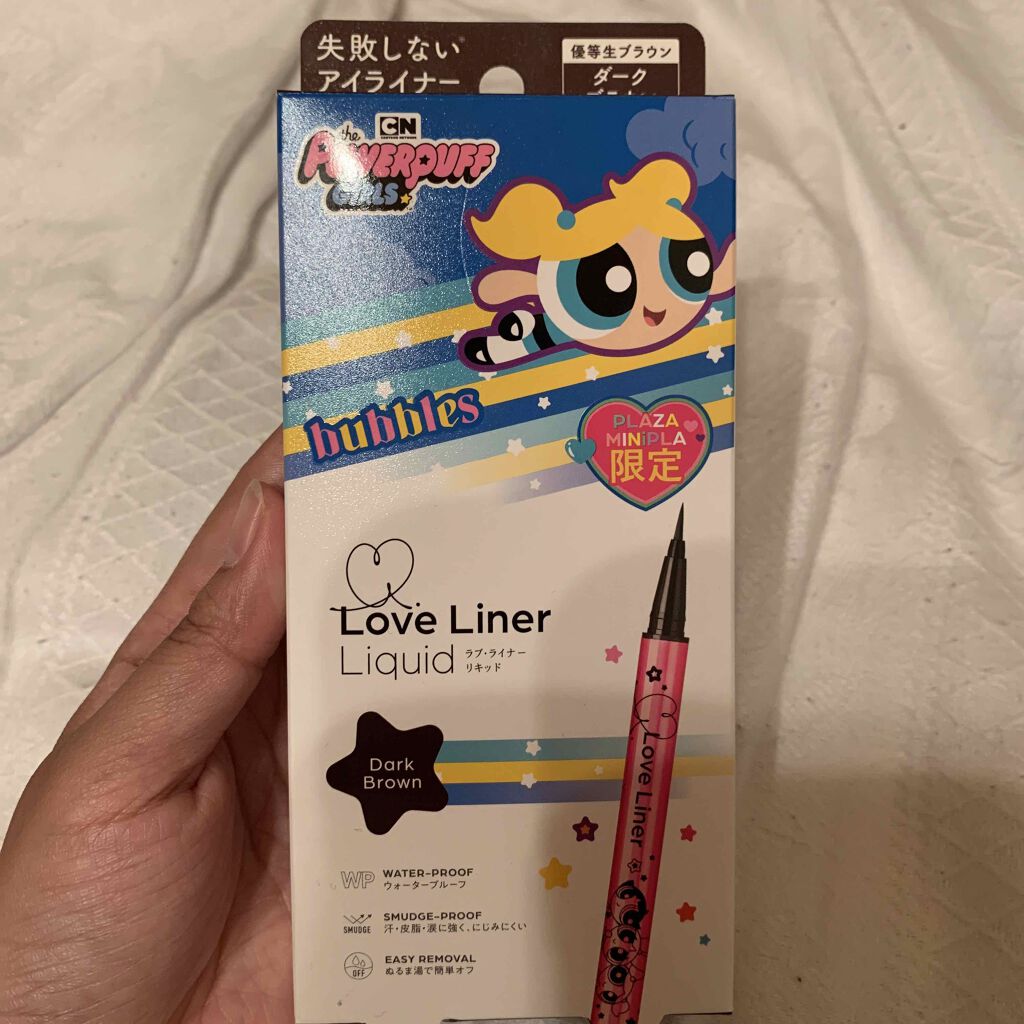 失敗しない
アイライナー
優等生ブラウン
ダーク
CN
CARTOON NETWORK
the
POWERPUFF
GIRLS
bubbles
PLAZA
MINiPLA
限定
Love Liner
Liquid ラブ・ライナー
リキッド
Dark
Brown
Love Liner
WP WATER-PROOF
ウォータープルーフ
SMUDGE SMUDGE-PROOF
汗・皮脂・涙に強く、にじみにくい
OFF EASY REMOVAL
ぬるま湯で簡単オフ